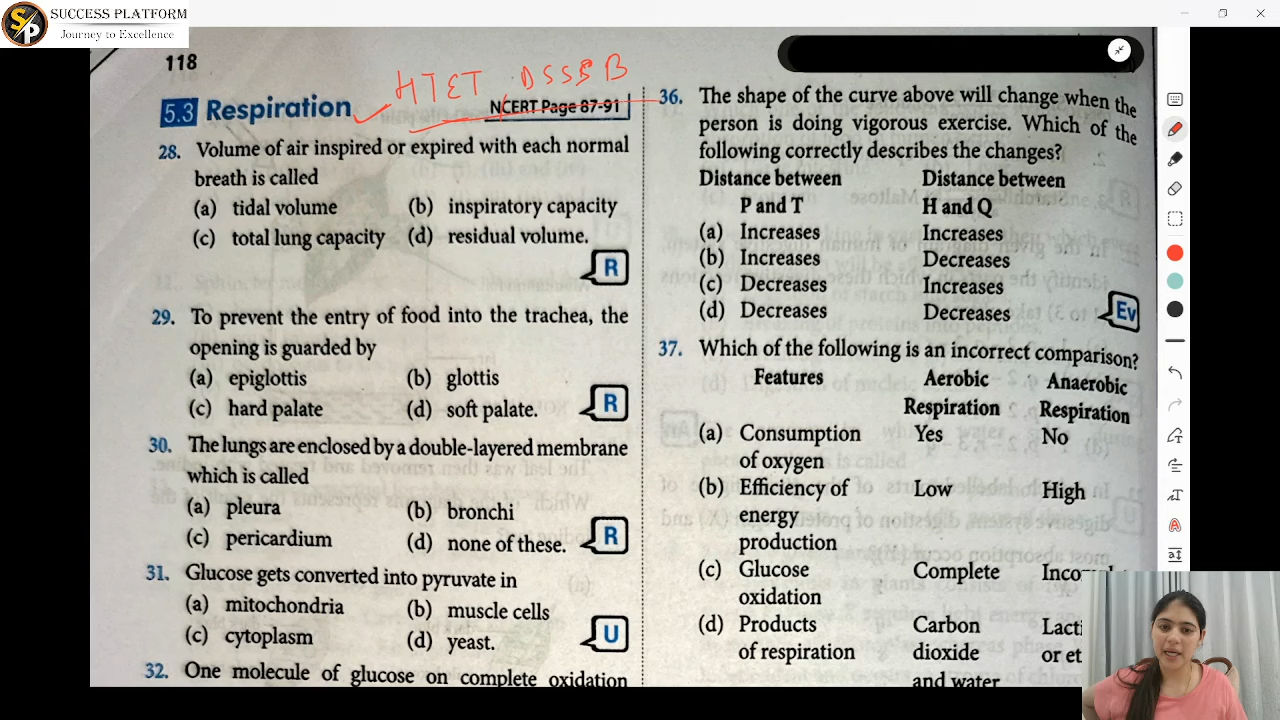 SUCCESS PLATFORM
Journey to Excellence
SP
118
HTET, DSSSB
5.3 Respiration
NCERT Page 87-91
28. Volume of air inspired or expired with each normal
breath is called
(a) tidal volume (b) inspiratory capacity
(c) total lung capacity (d) residual volume.
R
29. To prevent the entry of food into the trachea, the
opening is guarded by
(a) epiglottis (b) glottis
(c) hard palate (d) soft palate.
R
30. The lungs are enclosed by a double-layered membrane
which is called
(a) pleura (b) bronchi
(c) pericardium (d) none of these.
R
31. Glucose gets converted into pyruvate in
(a) mitochondria (b) muscle cells
(c) cytoplasm (d) yeast.
U
32. One molecule of glucose on complete oxidation
36. The shape of the curve above will change when the
person is doing vigorous exercise. Which of the
following correctly describes the changes?
Distance between Distance between
P and T H and Q
(a) Increases Increases
(b) Increases Decreases
(c) Decreases Increases
(d) Decreases Decreases
Ev
37. Which of the following is an incorrect comparison?
Features Aerobic Anaerobic
Respiration Respiration
(a) Consumption Yes No
of oxygen
(b) Efficiency of Low High
energy
production
(c) Glucose Complete
oxidation
(d) Products Carbon
of respiration dioxide or
and water